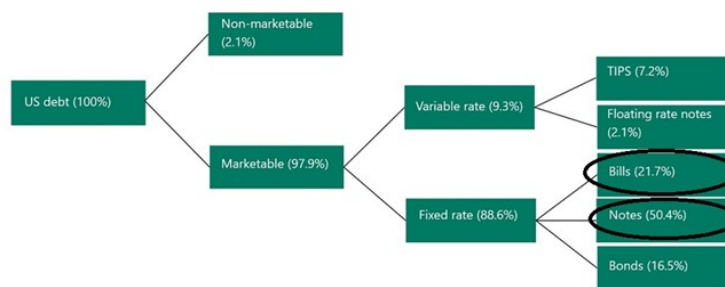 Non-marketable
(2.1%)
US debt (100%)
Marketable (97.9%)
Variable rate (9.3%)
Fixed rate (88.6%)
TIPS (7.2%)
Floating rate notes
(2.1%)
Bills (21.7%)
Notes (50.4%)
Bonds (16.5%)